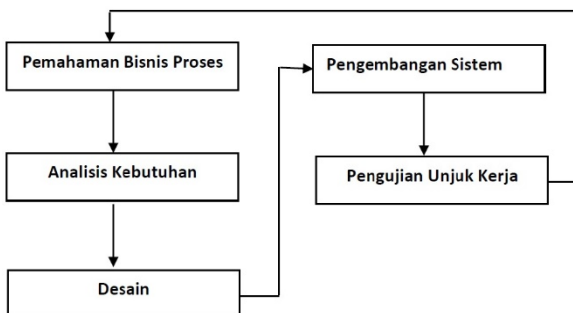 Pemahaman Bisnis Proses
Analisis Kebutuhan
Desain
Pengembangan Sistem
Pengujian Unjuk Kerja